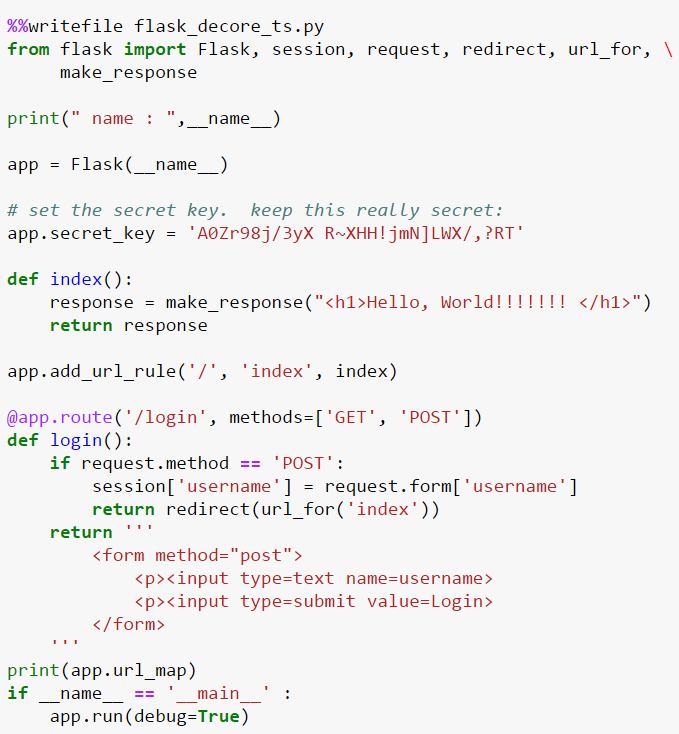 %%writefile flask_decore_ts.py
from flask import Flask, session, request, redirect, url_for, \
     make_response

print(" name : ",__name__)

app = Flask(__name__)

# set the secret key.  keep this really secret:
app.secret_key = 'A0Zr98j/3yX R~XHH!jmN]LWX/,?RT'

def index():
    response = make_response("<h1>Hello, World!!!!!!! </h1>")
    return response

app.add_url_rule('/', 'index', index)

@app.route('/login', methods=['GET', 'POST'])
def login():
    if request.method == 'POST':
        session['username'] = request.form['username']
        return redirect(url_for('index'))
    return '''
        <form method="post">
            <p><input type=text name=username>
            <p><input type=submit value=Login>
        </form>
    '''
print(app.url_map)
if __name__ == '__main__' :
    app.run(debug=True)